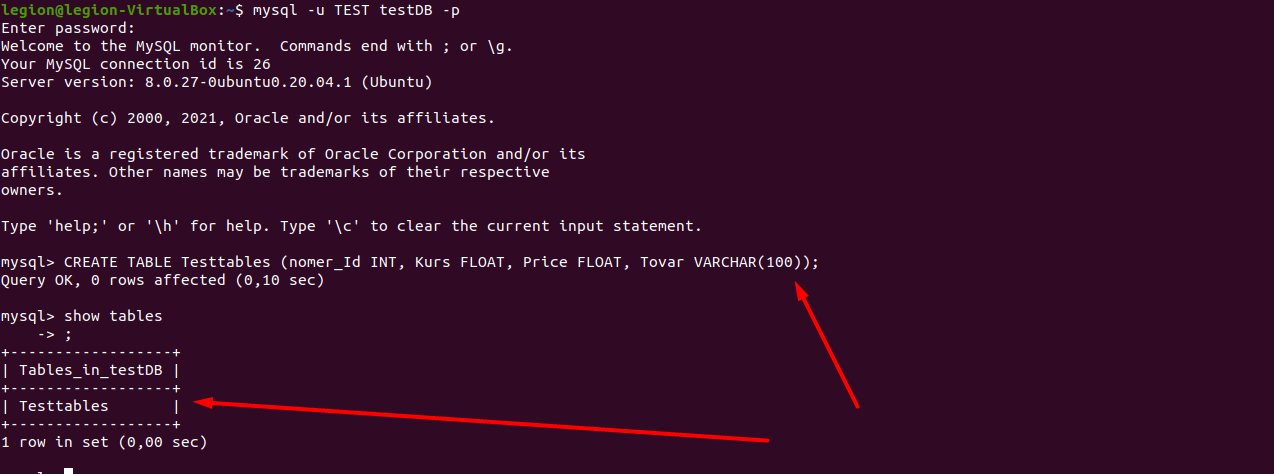 legion@legion-VirtualBox:~$ mysql -u TEST testDB -p
Enter password:
Welcome to the MySQL monitor.  Commands end with ; or \g.
Your MySQL connection id is 26
Server version: 8.0.27-0ubuntu0.20.04.1 (Ubuntu)
Copyright (c) 2000, 2021, Oracle and/or its affiliates.
Oracle is a registered trademark of Oracle Corporation and/or its
affiliates. Other names may be trademarks of their respective
owners.
Type 'help;' or '\h' for help. Type '\c' to clear the current input statement.
mysql> CREATE TABLE Testtables (nomer_Id INT, Kurs FLOAT, Price FLOAT, Tovar VARCHAR(100));
Query OK, 0 rows affected (0,10 sec)
mysql> show tables
    -> ;
+------------------+
| Tables_in_testDB |
+------------------+
| Testtables       |
+------------------+
1 row in set (0,00 sec)